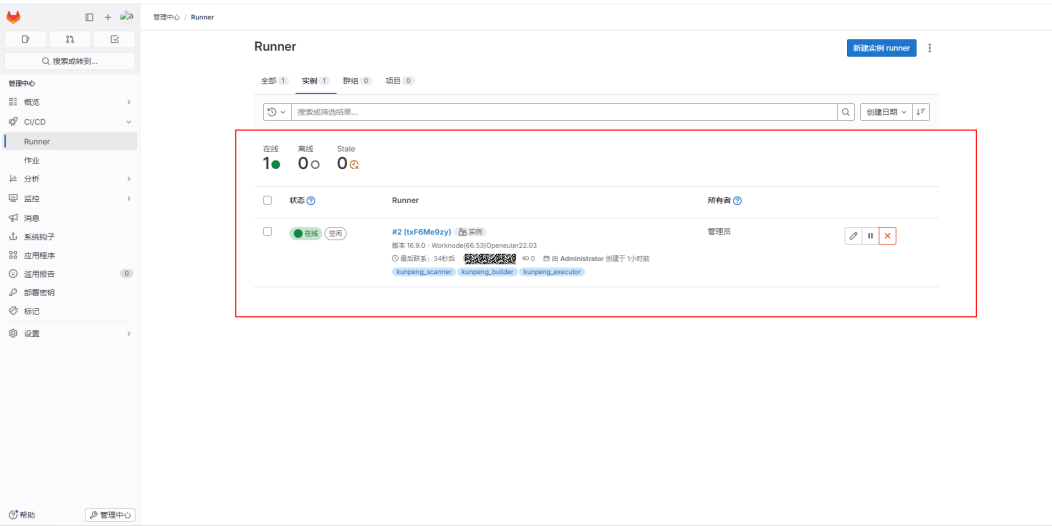 管理中心 / Runner
搜索或转到...
管理中心
概览
CI/CD
Runner
作业
分析
监控
消息
系统钩子
应用程序
滥用报告 0
部署密钥
标记
设置
帮助
管理中心
Runner
新建实例 runner
全部 1 实例 1 群组 0 项目 0
搜索或筛选结果...
创建日期
在线 离线 Stale
1 0 0
状态 Runner 所有者
在线 空闲 #2 (txF6Me9zy) 实例 管理员
版本 16.9.0 · Worknode(66.53)Openeuler22.03
最后联系：34秒后 0 由 Administrator 创建于 1小时前
kunpeng_scanner kunpeng_builder kunpeng_executor